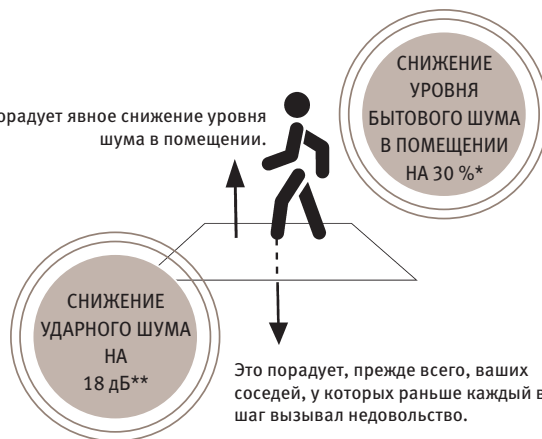 СНИЖЕНИЕ
УРОВНЯ
БЫТОВОГО ШУМА
В ПОМЕЩЕНИИ
НА 30 %*
порадует явное снижение уровня
шума в помещении.
СНИЖЕНИЕ
УДАРНОГО ШУМА
НА
18 дБ**
Это порадует, прежде всего, ваших
соседей, у которых раньше каждый
шаг вызывал недовольство.